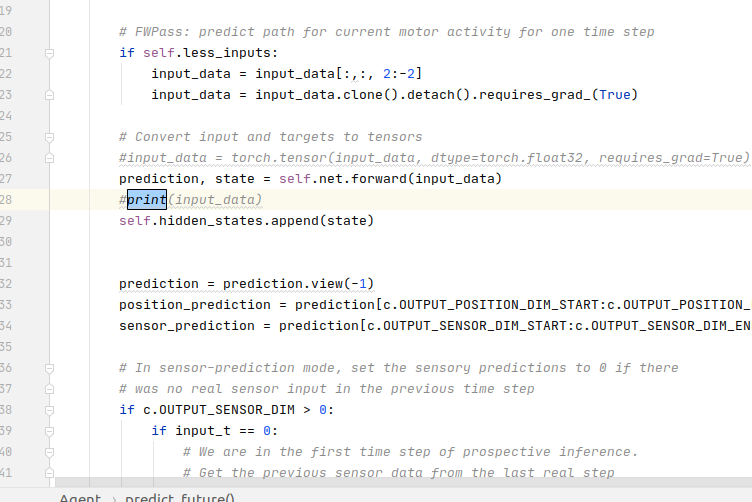 19
20 # FWPass: predict path for current motor activity for one time step
21 if self.less_inputs:
22 input_data = input_data[:,:, 2:-2]
23 input_data = input_data.clone().detach().requires_grad_(True)
24
25 # Convert input and targets to tensors
26 #input_data = torch.tensor(input_data, dtype=torch.float32, requires_grad=True)
27 prediction, state = self.net.forward(input_data)
28 #print(input_data)
29 self.hidden_states.append(state)
30
31
32 prediction = prediction.view(-1)
33 position_prediction = prediction[c.OUTPUT_POSITION_DIM_START:c.OUTPUT_POSITION_
34 sensor_prediction = prediction[c.OUTPUT_SENSOR_DIM_START:c.OUTPUT_SENSOR_DIM_EN
35
36 # In sensor-prediction mode, set the sensory predictions to 0 if there
37 # was no real sensor input in the previous time step
38 if c.OUTPUT_SENSOR_DIM > 0:
39 if input_t == 0:
40 # We are in the first time step of prospective inference.
41 # Get the previous sensor data from the last real step
Agent > predict_future()